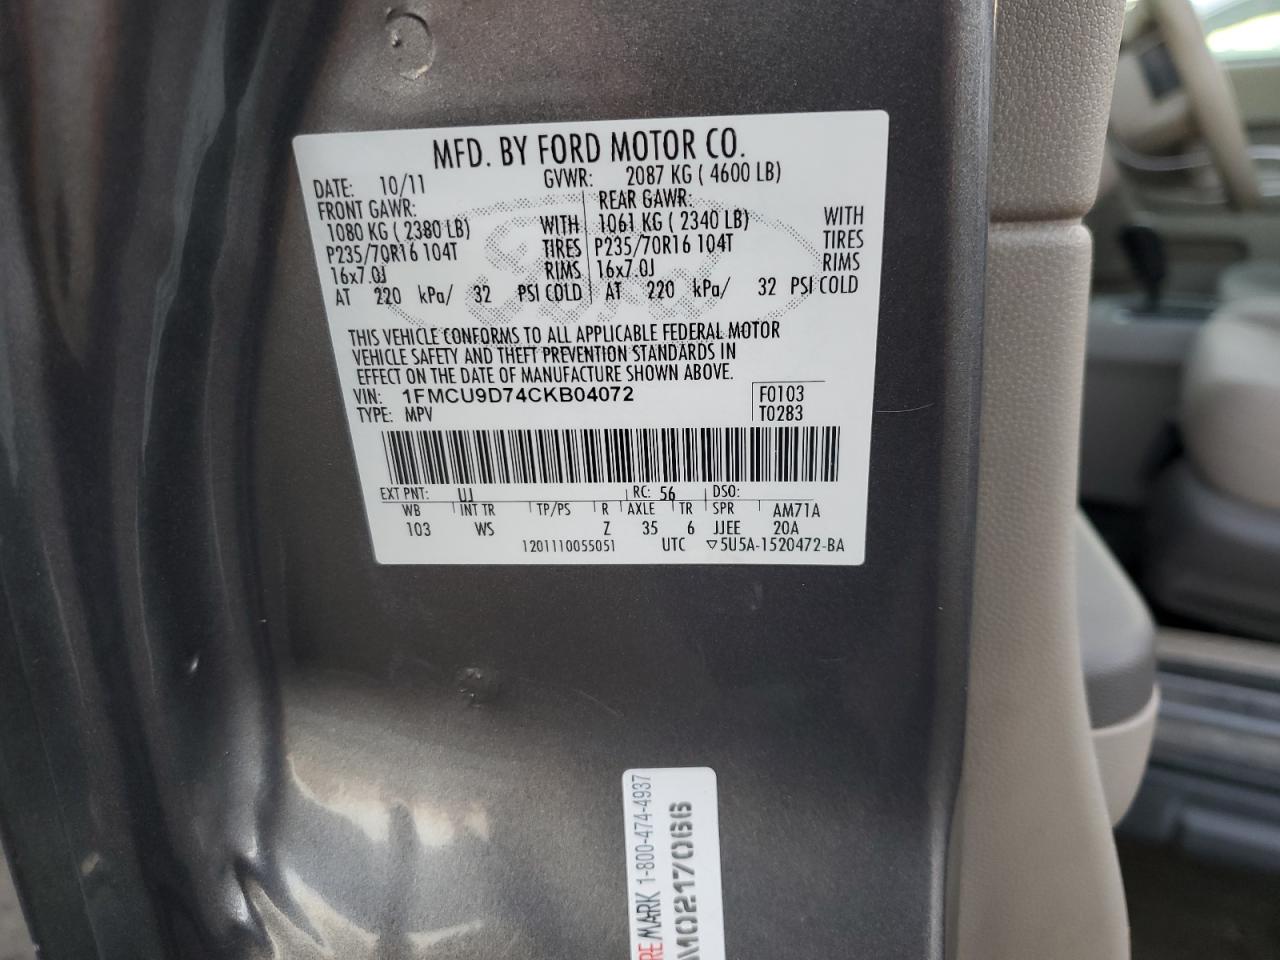 MFD. BY FORD MOTOR CO.
DATE: 10/11 GVWR: 2087 KG ( 4600 LB)
FRONT GAWR: REAR GAWR:
1080 KG ( 2380 LB) WITH 1061 KG ( 2340 LB) WITH
P235/70R16 104T TIRES P235/70R16 104T TIRES
16x7.0J RIMS 16x7.0J RIMS
AT 220 kPa/ 32 PSI COLD AT 220 kPa/ 32 PSI COLD
THIS VEHICLE CONFORMS TO ALL APPLICABLE FEDERAL MOTOR
VEHICLE SAFETY AND THEFT PREVENTION STANDARDS IN
EFFECT ON THE DATE OF MANUFACTURE SHOWN ABOVE.
VIN: 1FMCU9D74CKB04072 F0103
TYPE: MPV T0283
EXT PNT: UJ RC: 56 DSO:
WB INT TR TP/PS R AXLE TR SPR AM71A
103 WS Z 35 6 JJEE 20A
1201110055051 UTC ▽5U5A-1520472-BA
REMARK 1-800-474-4937
M0217066